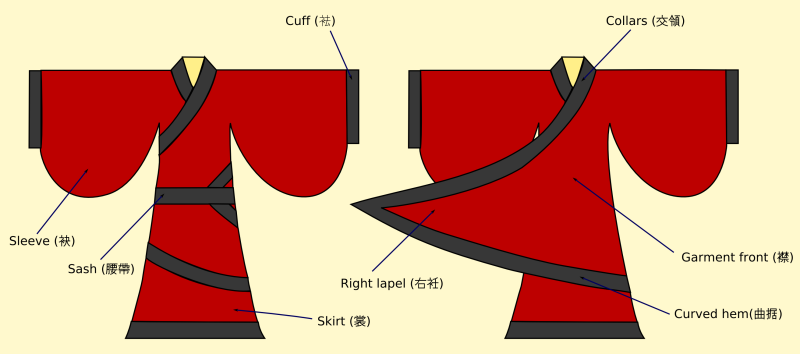 Cuff (袪)
Collars (交領)
Sleeve (袂)
Sash (腰帶)
Skirt (裳)
Right lapel (右衽)
Garment front (襟)
Curved hem(曲裾)